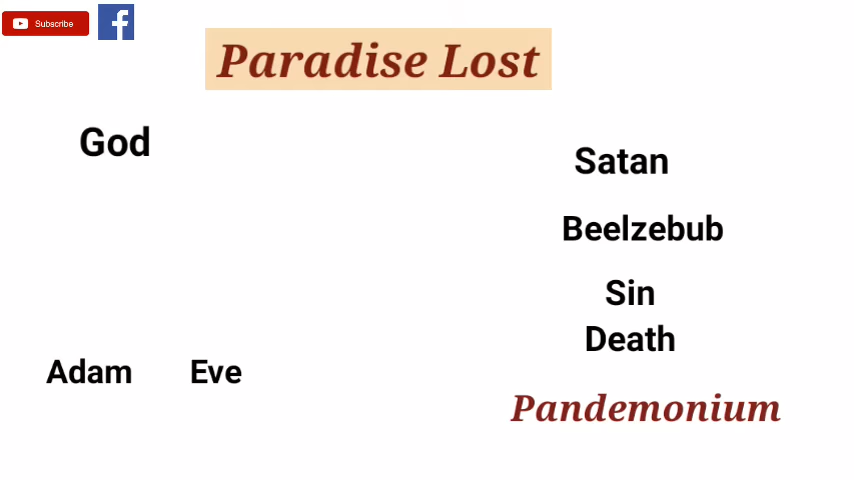 Subscribe
Paradise Lost
God
Satan
Beelzebub
Sin
Death
Adam Eve
Pandemonium